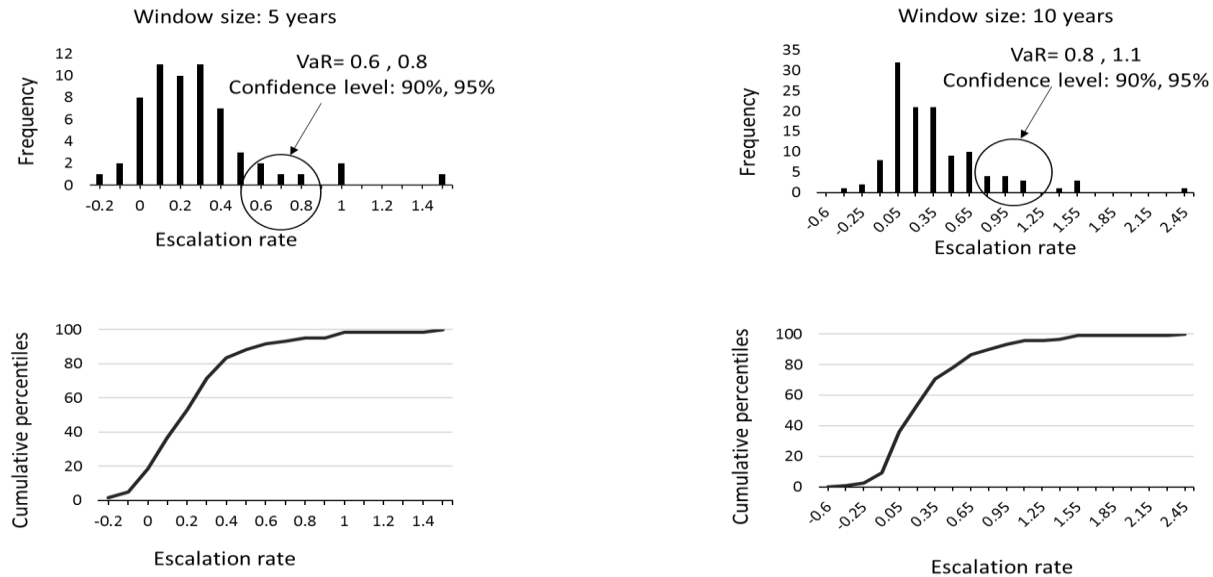 Window size: 5 years
VaR= 0.6 , 0.8
Confidence level: 90%, 95%
Frequency
12
10
8
6
4
2
0
-0.2 0 0.2 0.4 0.6 0.8 1 1.2 1.4
Escalation rate
Window size: 10 years
VaR= 0.8 , 1.1
Confidence level: 90%, 95%
Frequency
35
30
25
20
15
10
5
0
-0.6 -0.25 0.05 0.35 0.65 0.95 1.25 1.55 1.85 2.15 2.45
Escalation rate
Cumulative percentiles
100
80
60
40
20
0
-0.2 0 0.2 0.4 0.6 0.8 1 1.2 1.4
Escalation rate
Cumulative percentiles
100
80
60
40
20
0
-0.6 -0.25 0.05 0.35 0.65 0.95 1.25 1.55 1.85 2.15 2.45
Escalation rate